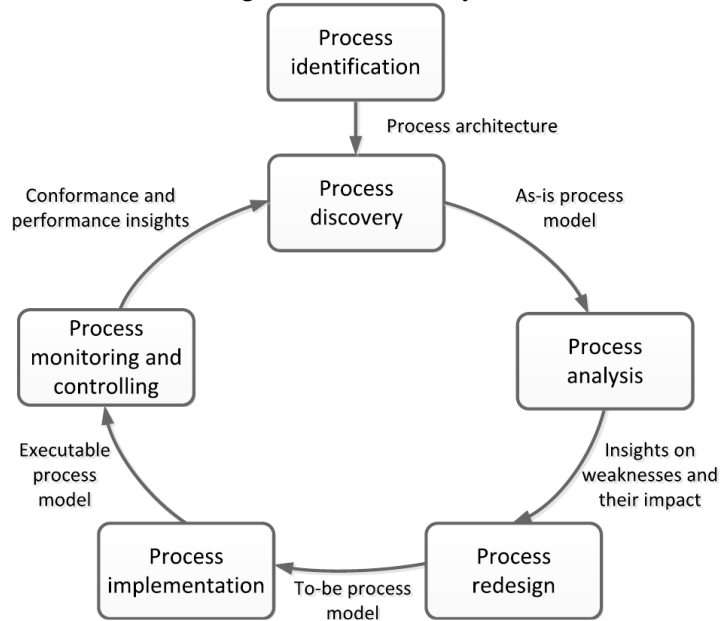 Process
identification
Process architecture
Process
discovery
As-is process
model
Process
analysis
Insights on
weaknesses and
their impact
Process
redesign
To-be process
model
Process
implementation
Executable
process
model
Process
monitoring and
controlling
Conformance and
performance insights